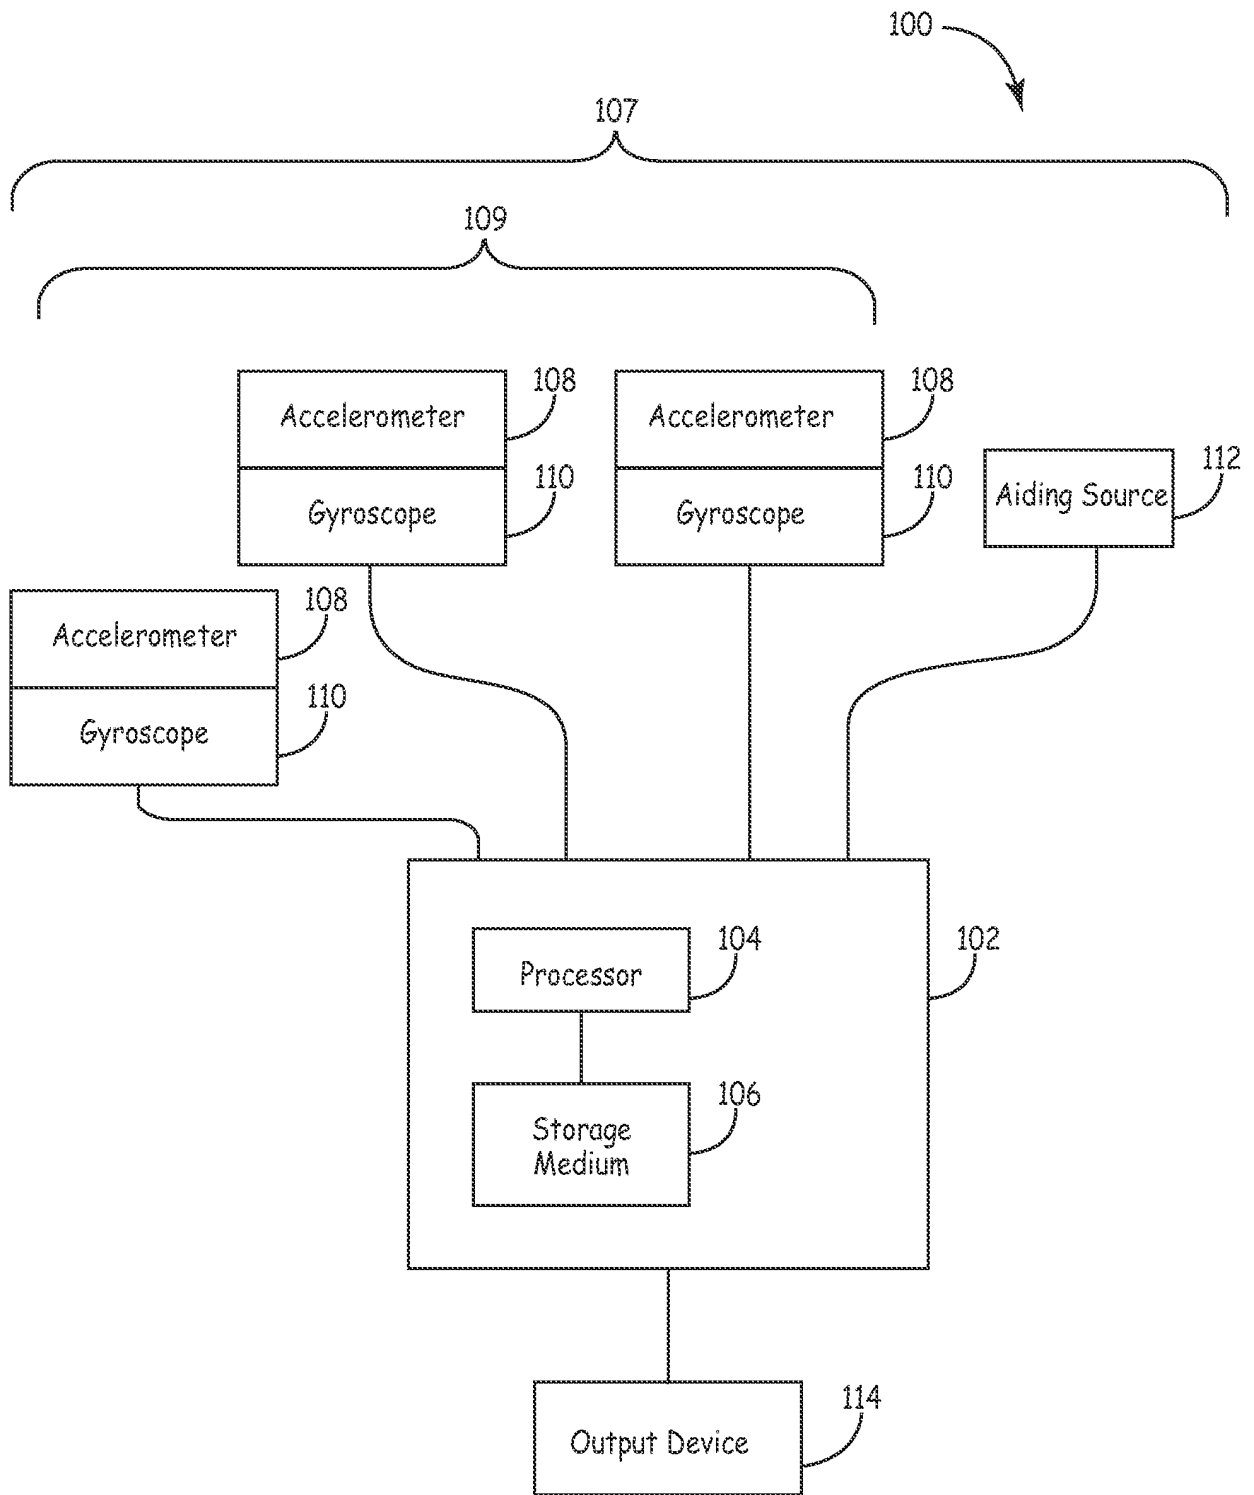 100
107
109
Accelerometer
108
Gyroscope
110
Accelerometer
108
Gyroscope
110
Aiding Source
112
Accelerometer
108
Gyroscope
110
Processor
104
102
Storage
Medium
106
Output Device
114